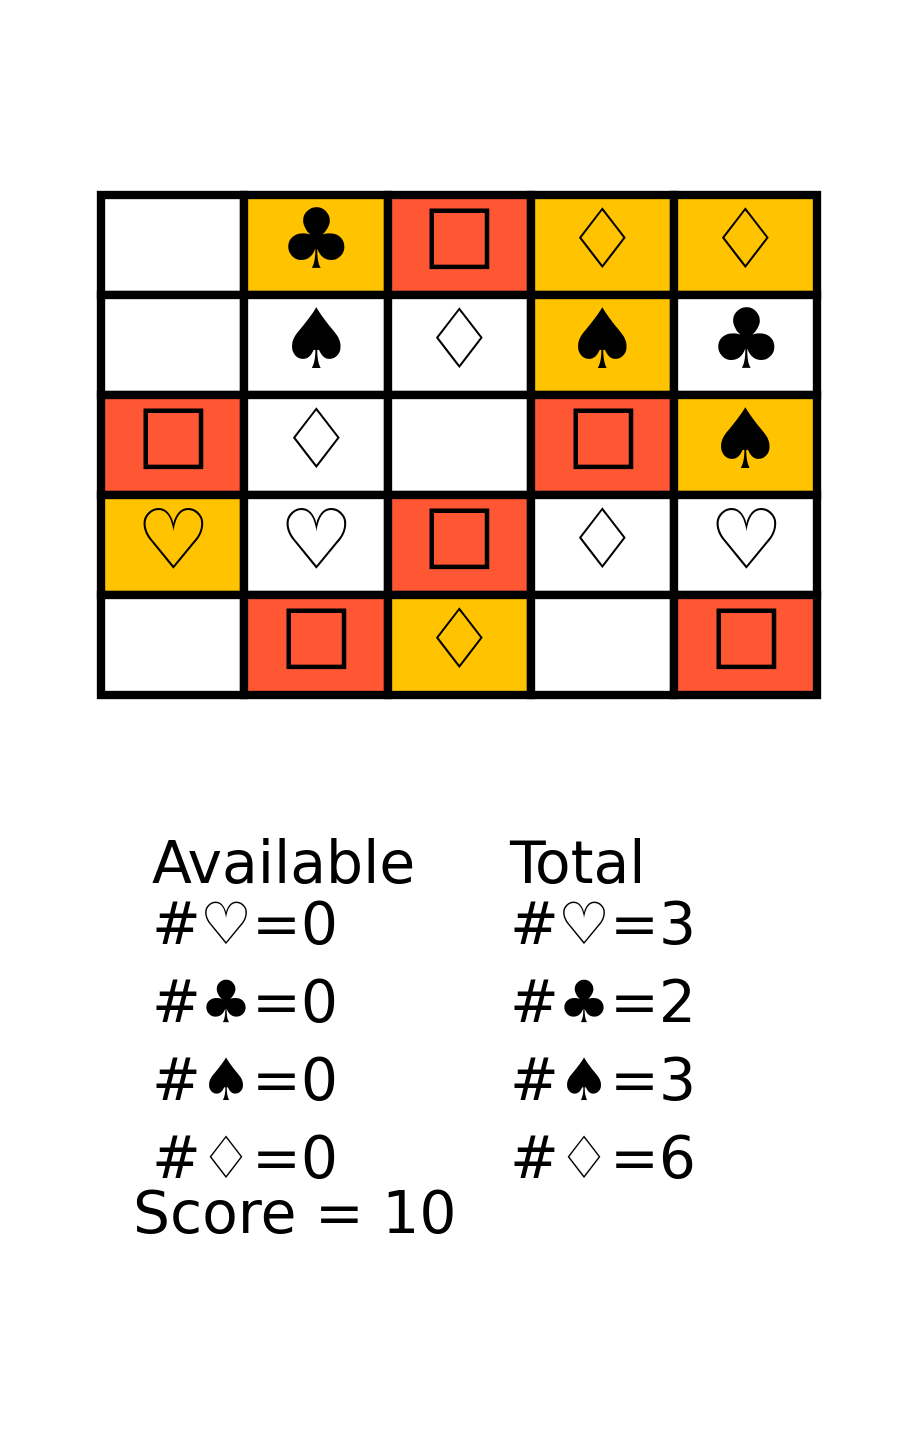 ♣ □ ♢ ♢
♠ ♢ ♠ ♣
□ ♢ □ ♠
♡ ♡ □ ♢ ♡
□ ♢ □
Available Total
#♡=0 #♡=3
#♣=0 #♣=2
#♠=0 #♠=3
#♢=0 #♢=6
Score = 10